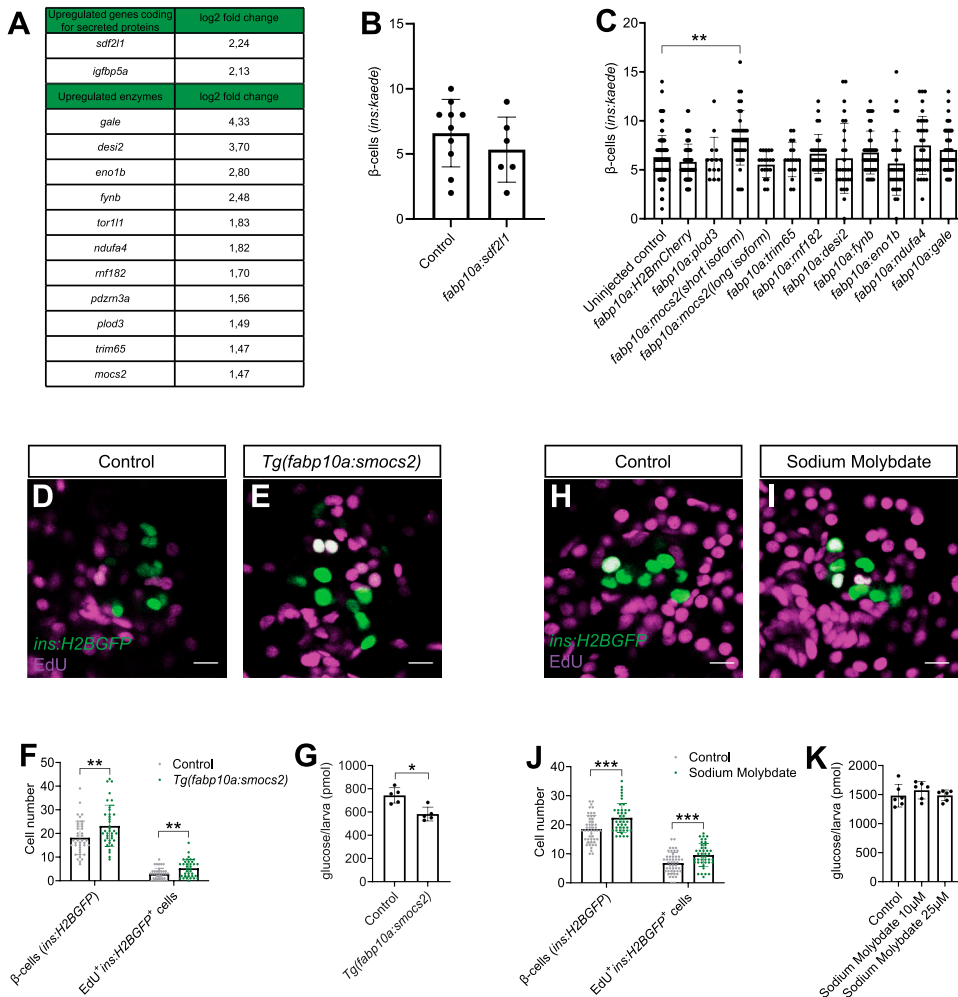 A
Upregulated genes coding for secreted proteins log2 fold change
sdf2l1 2,24
igfbp5a 2,13
Upregulated enzymes log2 fold change
gale 4,33
desi2 3,70
eno1b 2,80
fynb 2,48
tor1l1 1,83
ndufa4 1,82
rnf182 1,70
pdzrn3a 1,56
plod3 1,49
trim65 1,47
mocs2 1,47
B
β-cells (ins:kaede)
15
10
5
0
Control
fabp10a:sdf2l1
C
**
β-cells (ins:kaede)
20
15
10
5
0
Uninjected control
fabp10a:H2BmCherry
fabp10a:plod3
fabp10a:mocs2(short isoform)
fabp10a:mocs2(long isoform)
fabp10a:trim65
fabp10a:rnf182
fabp10a:desi2
fabp10a:fynb
fabp10a:eno1b
fabp10a:ndufa4
fabp10a:gale
Control
D
ins:H2BGFP
EdU
Tg(fabp10a:smocs2)
E
Control
H
ins:H2BGFP
EdU
Sodium Molybdate
I
F
Control
Tg(fabp10a:smocs2)
**
**
Cell number
50
40
30
20
10
0
β-cells (ins:H2BGFP)
EdU+ins:H2BGFP+ cells
G
*
glucose/larva (pmol)
1000
800
600
400
200
0
Control
Tg(fabp10a:smocs2)
J
Control
Sodium Molybdate
***
***
Cell number
40
30
20
10
0
β-cells (ins:H2BGFP)
EdU+ins:H2BGFP+ cells
K
glucose/larva (pmol)
2000
1500
1000
500
0
Control
Sodium Molybdate 10µM
Sodium Molybdate 25µM